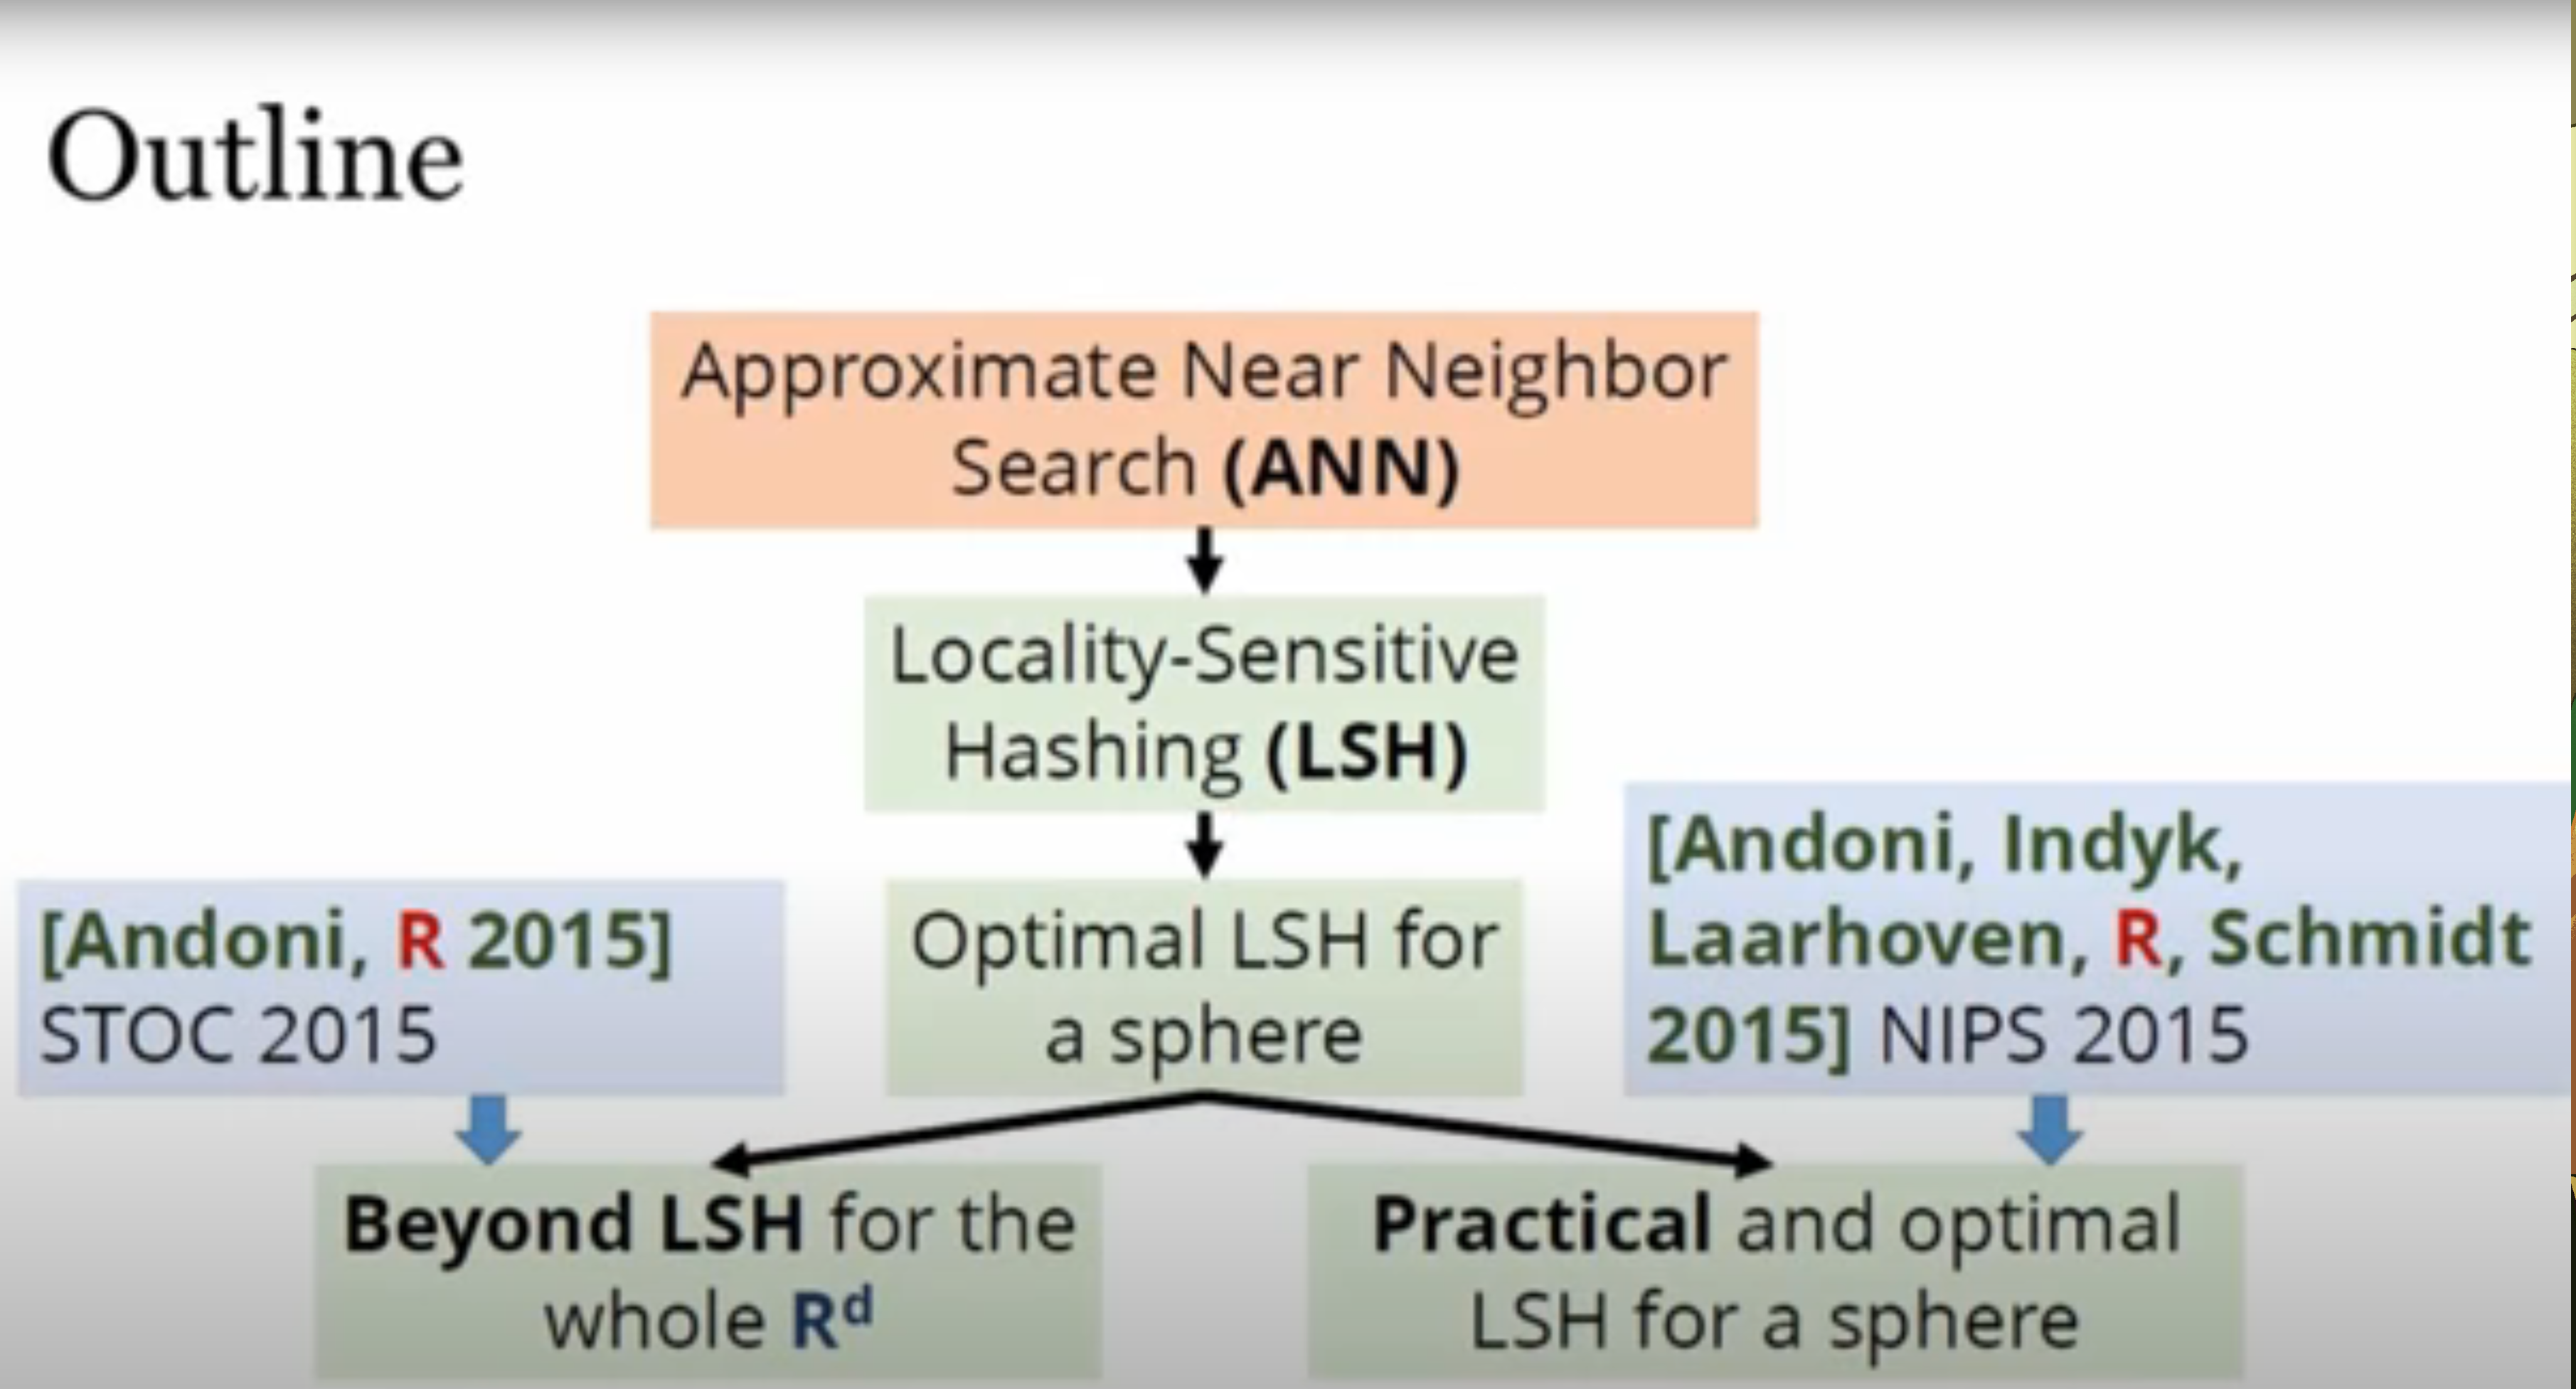 Outline
Approximate Near Neighbor
Search (ANN)
Locality-Sensitive
Hashing (LSH)
[Andoni, R 2015]
STOC 2015
Optimal LSH for
a sphere
[Andoni, Indyk,
Laarhoven, R, Schmidt
2015] NIPS 2015
Beyond LSH for the
whole Rᵈ
Practical and optimal
LSH for a sphere